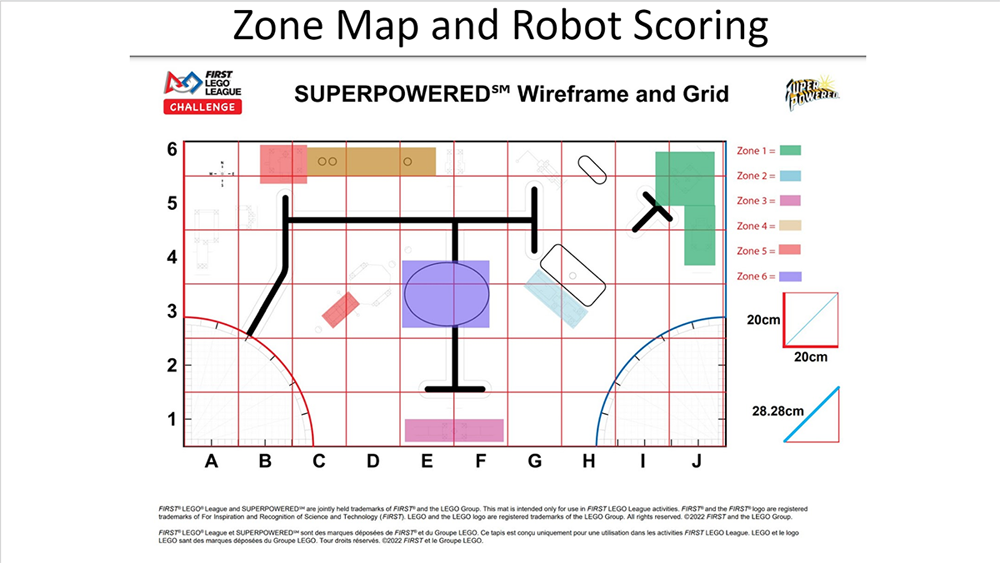 Zone Map and Robot Scoring
FIRST
LEGO
LEAGUE
CHALLENGE
SUPERPOWERED℠ Wireframe and Grid
SUPER
POWERED
6
5
4
3
2
1
A B C D E F G H I J
Zone 1 =
Zone 2 =
Zone 3 =
Zone 4 =
Zone 5 =
Zone 6 =
20cm
20cm
28.28cm
FIRST® LEGO® League and SUPERPOWERED℠ are jointly held trademarks of FIRST® and the LEGO Group. This mat is intended only for use in FIRST LEGO League activities. FIRST® and the FIRST® logo are registered
trademarks of For Inspiration and Recognition of Science and Technology (FIRST). LEGO and the LEGO logo are registered trademarks of the LEGO Group. All rights reserved. ©2022 FIRST and the LEGO Group.
FIRST® LEGO® League et SUPERPOWERED℠ sont des marques déposées de FIRST® et du Groupe LEGO. Ce tapis est conçu uniquement pour une utilisation dans les activités FIRST LEGO League. LEGO et le logo
LEGO sont des marques déposées du Groupe LEGO. Tour droits réservés. ©2022 FIRST et le Groupe LEGO.